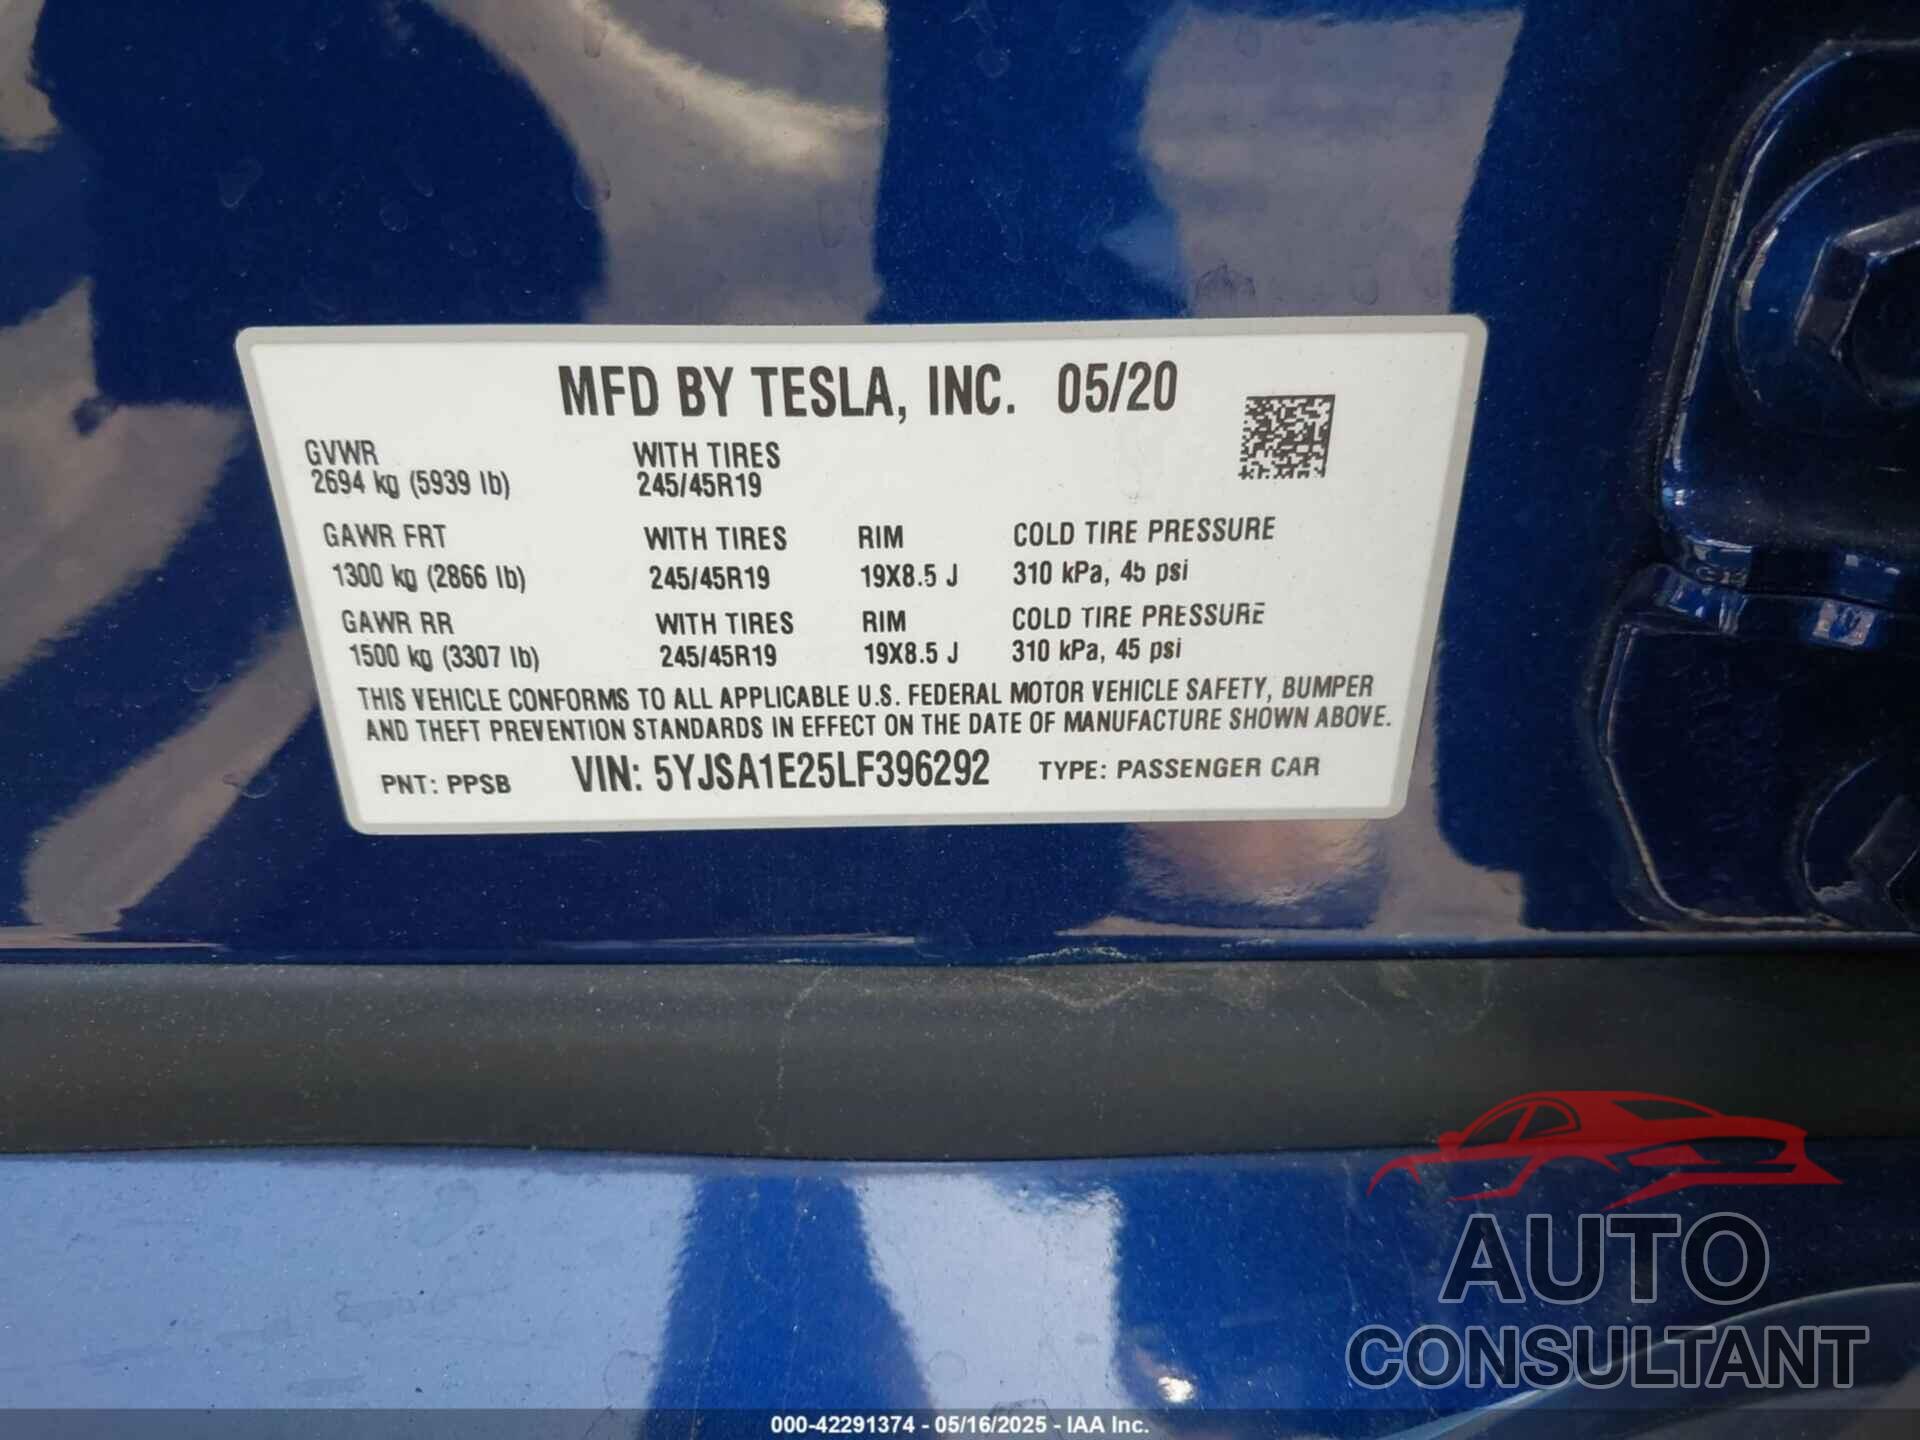 MFD BY TESLA, INC. 05/20
GVWR WITH TIRES
2694 kg (5939 lb) 245/45R19
GAWR FRT WITH TIRES RIM COLD TIRE PRESSURE
1300 kg (2866 lb) 245/45R19 19X8.5 J 310 kPa, 45 psi
GAWR RR WITH TIRES RIM COLD TIRE PRESSURE
1500 kg (3307 lb) 245/45R19 19X8.5 J 310 kPa, 45 psi
THIS VEHICLE CONFORMS TO ALL APPLICABLE U.S. FEDERAL MOTOR VEHICLE SAFETY, BUMPER
AND THEFT PREVENTION STANDARDS IN EFFECT ON THE DATE OF MANUFACTURE SHOWN ABOVE.
PNT: PPSB VIN: 5YJSA1E25LF396292 TYPE: PASSENGER CAR
AUTO
CONSULTANT
000-42291374 - 05/16/2025 - IAA Inc.